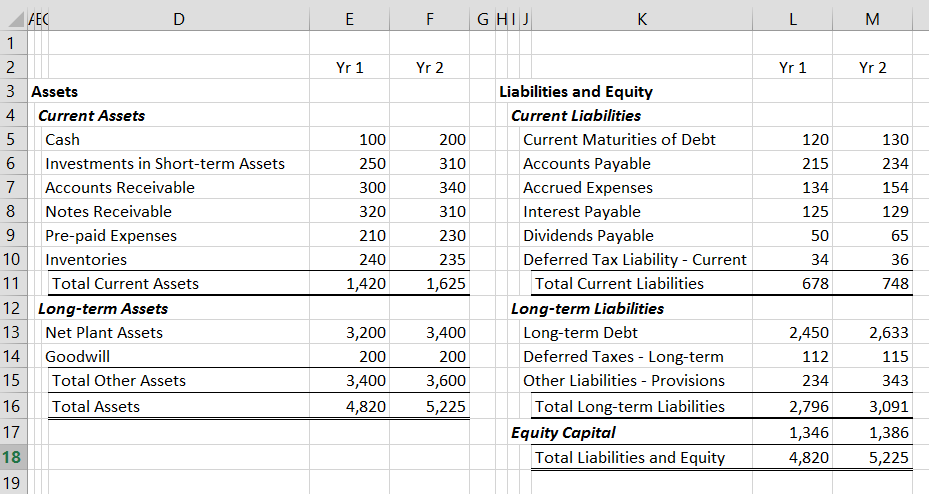 A B C D E F G H I J K L M
1
2 Yr 1 Yr 2 Yr 1 Yr 2
3 Assets Liabilities and Equity
4 Current Assets Current Liabilities
5 Cash 100 200 Current Maturities of Debt 120 130
6 Investments in Short-term Assets 250 310 Accounts Payable 215 234
7 Accounts Receivable 300 340 Accrued Expenses 134 154
8 Notes Receivable 320 310 Interest Payable 125 129
9 Pre-paid Expenses 210 230 Dividends Payable 50 65
10 Inventories 240 235 Deferred Tax Liability - Current 34 36
11 Total Current Assets 1,420 1,625 Total Current Liabilities 678 748
12 Long-term Assets Long-term Liabilities
13 Net Plant Assets 3,200 3,400 Long-term Debt 2,450 2,633
14 Goodwill 200 200 Deferred Taxes - Long-term 112 115
15 Total Other Assets 3,400 3,600 Other Liabilities - Provisions 234 343
16 Total Assets 4,820 5,225 Total Long-term Liabilities 2,796 3,091
17 Equity Capital 1,346 1,386
18 Total Liabilities and Equity 4,820 5,225
19